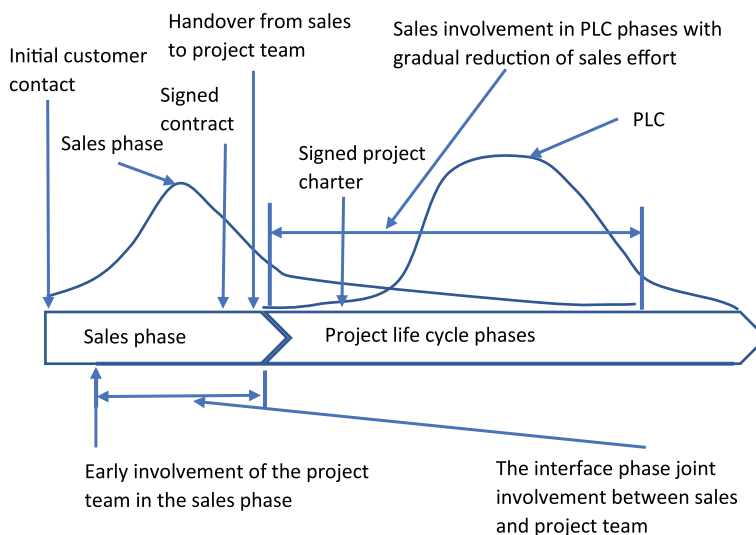 Handover from sales
to project team
Sales involvement in PLC phases with
gradual reduction of sales effort
Initial customer
contact
Signed
contract
PLC
Sales phase
Signed project
charter
Sales phase
Project life cycle phases
Early involvement of the project
team in the sales phase
The interface phase joint
involvement between sales
and project team